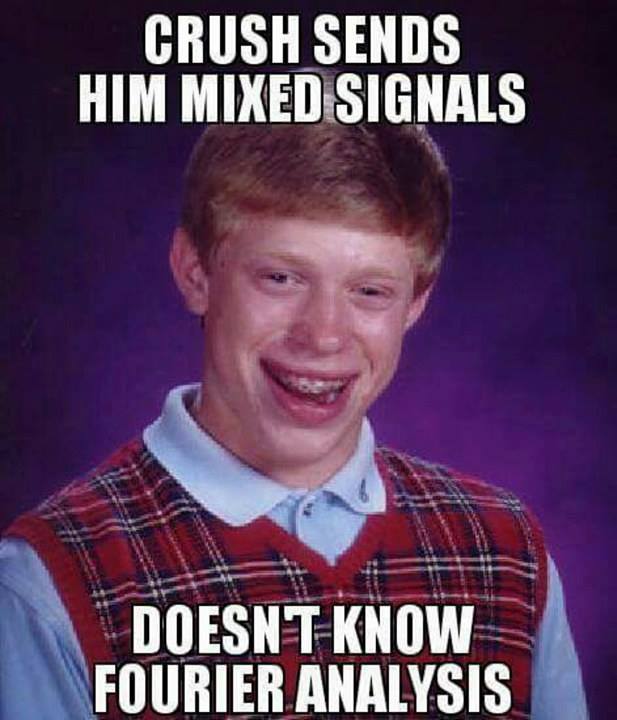 CRUSH SENDS
HIM MIXED SIGNALS
DOESN'T KNOW
FOURIER ANALYSIS